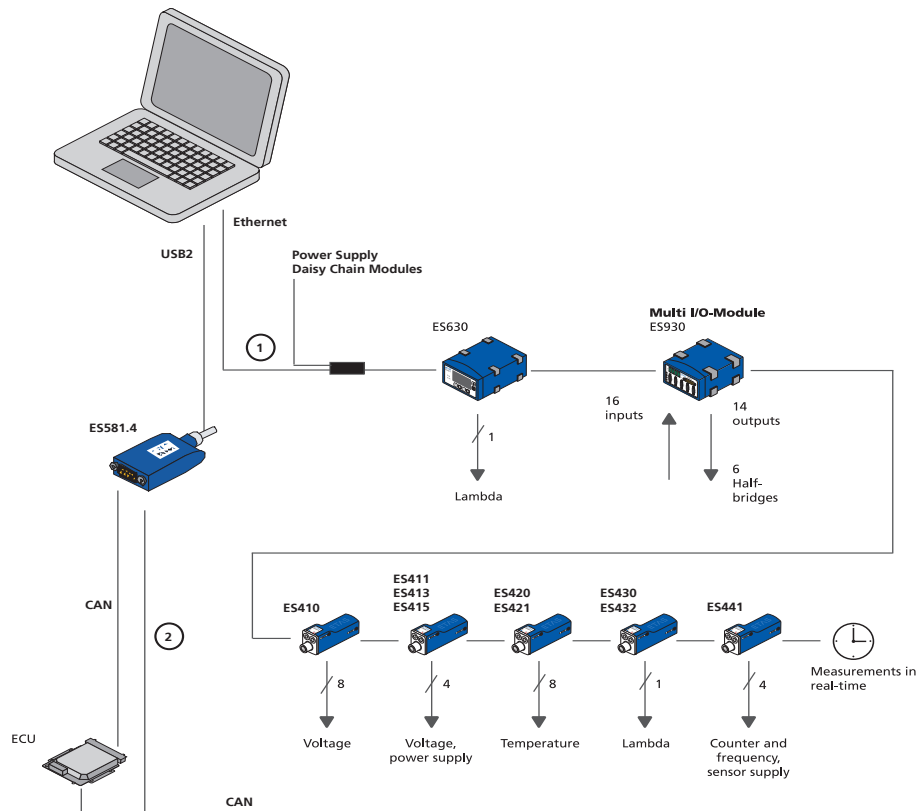 Ethernet
USB2
Power Supply
Daisy Chain Modules
1
ES630
Multi I/O-Module
ES930
16
inputs
14
outputs
1
6
Half-
bridges
Lambda
ES581.4
CAN
2
ES410
ES411
ES413
ES415
ES420
ES421
ES430
ES432
ES441
Measurements in
real-time
8
4
8
1
4
Voltage
Voltage,
power supply
Temperature
Lambda
Counter and
frequency,
sensor supply
ECU
CAN